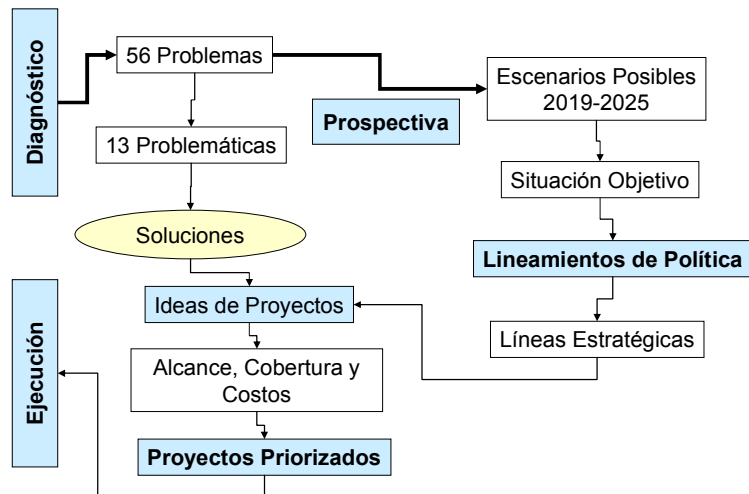 Diagnóstico
56 Problemas
Escenarios Posibles
2019-2025
Prospectiva
13 Problemáticas
Situación Objetivo
Soluciones
Lineamientos de Política
Ideas de Proyectos
Líneas Estratégicas
Ejecución
Alcance, Cobertura y
Costos
Proyectos Priorizados